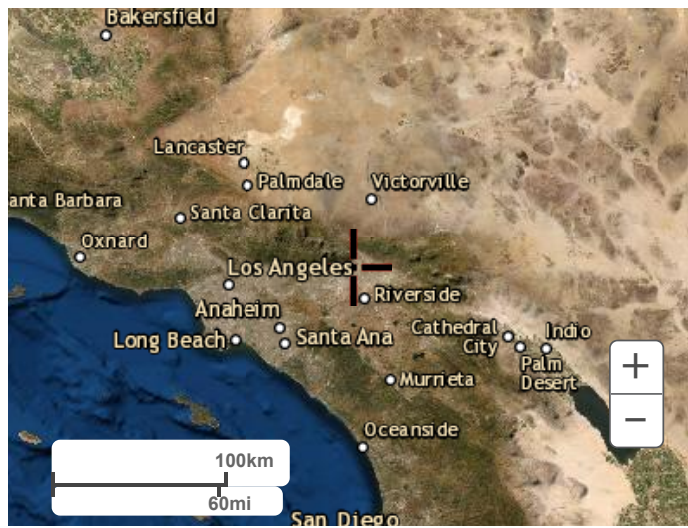 Bakersfield
Lancaster
Palmdale
Victorville
anta Barbara
Santa Clarita
Oxnard
Los Angeles
Riverside
Anaheim
Long Beach
Santa Ana
Cathedral
City
Indio
Palm
Desert
Murrieta
Oceanside
San Diego
100km
60mi
+
−